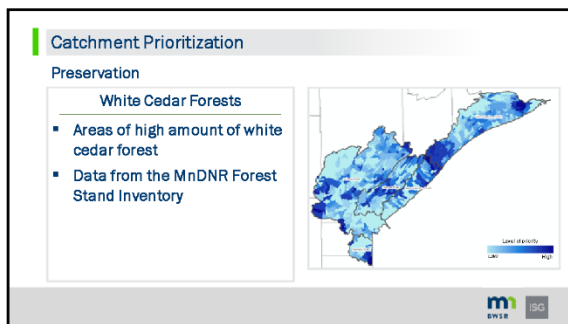 Catchment Prioritization
Preservation
White Cedar Forests
▪ Areas of high amount of white
cedar forest
▪ Data from the MnDNR Forest
Stand Inventory
Level of priority
Low
High
mn
BWSR
ISG